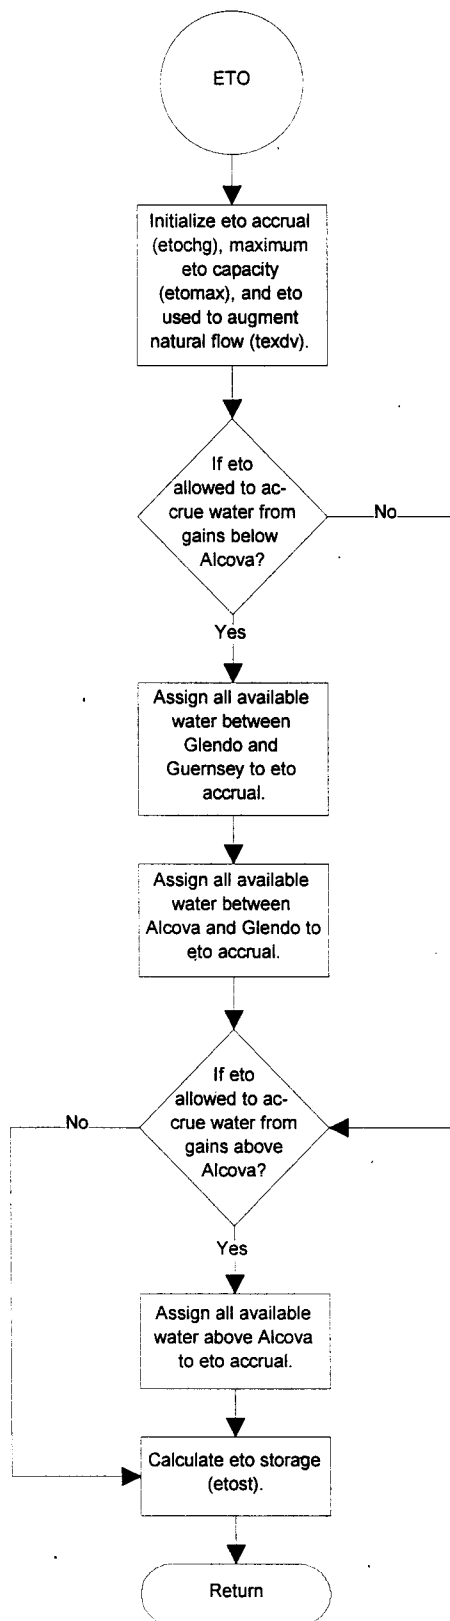 ETO
Initialize eto accrual
(etochg), maximum
eto capacity
(etomax), and eto
used to augment
natural flow (texdv).
If eto
allowed to ac-
crue water from
gains below
Alcova?
No
Yes
Assign all available
water between
Glendo and
Guernsey to eto
accrual.
Assign all available
water between
Alcova and Glendo to
eto accrual.
If eto
allowed to ac-
crue water from
gains above
Alcova?
No
Yes
Assign all available
water above Alcova
to eto accrual.
Calculate eto storage
(etost).
Return